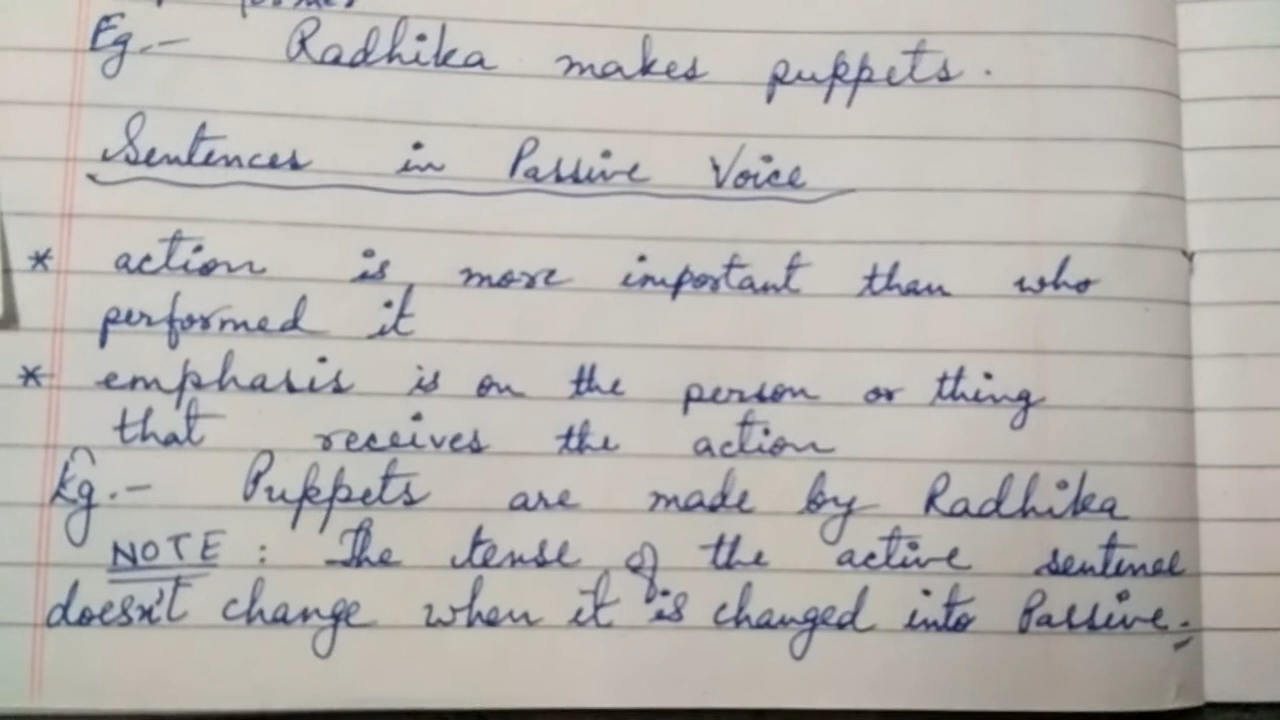 Eg.- Radhika makes puppets.
Sentences in Passive Voice
* action is more important than who
performed it
* emphasis is on the person or thing
that receives the action
Eg.- Puppets are made by Radhika
NOTE : The tense of the active sentence
doesn't change when it is changed into Passive.